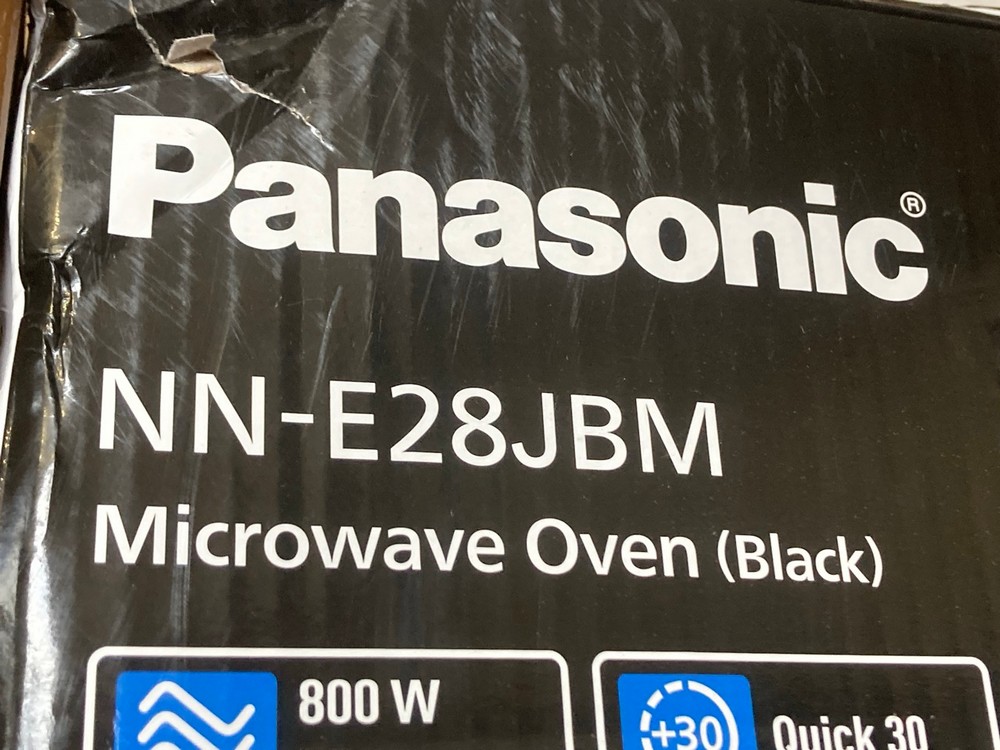 Panasonic®
NN-E28JBM
Microwave Oven (Black)
800 W
+30
Quick 30